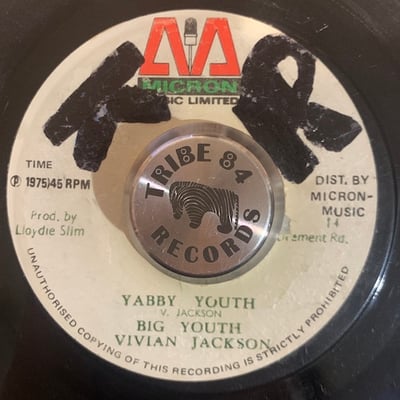 MICRON
MUSIC LIMITED
TIME
℗ 1975/45 RPM
Prod. by
Lloydie Slim
DIST. BY
MICRON-
MUSIC
14
TRIBE 84
RECORDS
YABBY YOUTH
V. JACKSON
BIG YOUTH
VIVIAN JACKSON
UNAUTHORISED COPYING OF THIS RECORDING IS STRICTLY PROHIBITED